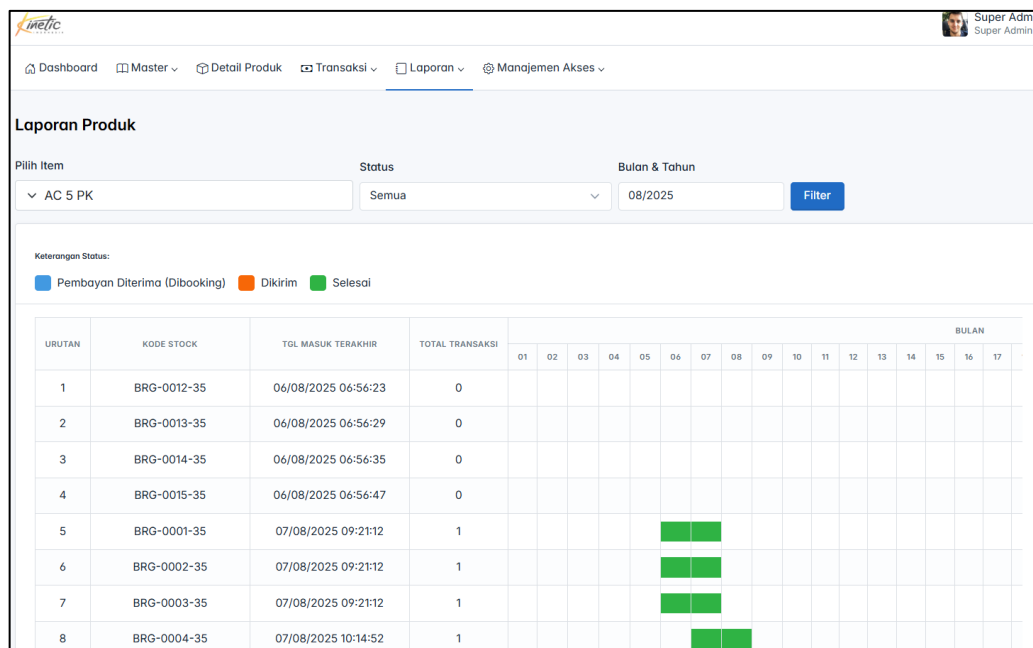 Kinetic
Super Adm
Super Admin
Dashboard Master Detail Produk Transaksi Laporan Manajemen Akses
Laporan Produk
Pilih Item Status Bulan & Tahun
AC 5 PK Semua 08/2025 Filter
Keterangan Status:
Pembayan Diterima (Dibooking) Dikirim Selesai
URUTAN KODE STOCK TGL MASUK TERAKHIR TOTAL TRANSAKSI BULAN
01 02 03 04 05 06 07 08 09 10 11 12 13 14 15 16 17
1 BRG-0012-35 06/08/2025 06:56:23 0
2 BRG-0013-35 06/08/2025 06:56:29 0
3 BRG-0014-35 06/08/2025 06:56:35 0
4 BRG-0015-35 06/08/2025 06:56:47 0
5 BRG-0001-35 07/08/2025 09:21:12 1
6 BRG-0002-35 07/08/2025 09:21:12 1
7 BRG-0003-35 07/08/2025 09:21:12 1
8 BRG-0004-35 07/08/2025 10:14:52 1